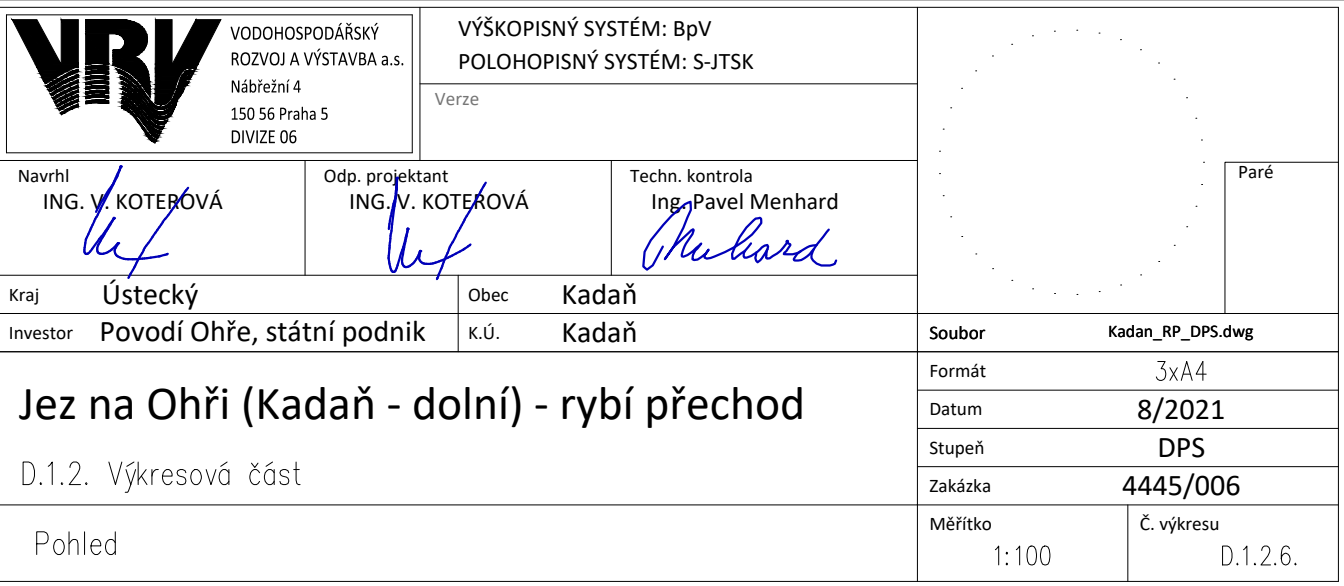 VRV
VODOHOSPODÁŘSKÝ
ROZVOJ A VÝSTAVBA a.s.
Nábřežní 4
150 56 Praha 5
DIVIZE 06
VÝŠKOPISNÝ SYSTÉM: BpV
POLOHOPISNÝ SYSTÉM: S-JTSK
Verze
Navrhl
ING. V. KOTEROVÁ
Odp. projektant
ING. V. KOTEROVÁ
Techn. kontrola
Ing. Pavel Menhard
Menhard
Paré
Kraj Ústecký
Obec Kadaň
Investor Povodí Ohře, státní podnik
K.Ú. Kadaň
Soubor Kadan_RP_DPS.dwg
Jez na Ohři (Kadaň - dolní) - rybí přechod
D.1.2. Výkresová část
Formát 3xA4
Datum 8/2021
Stupeň DPS
Zakázka 4445/006
Pohled
Měřítko
1:100
Č. výkresu
D.1.2.6.